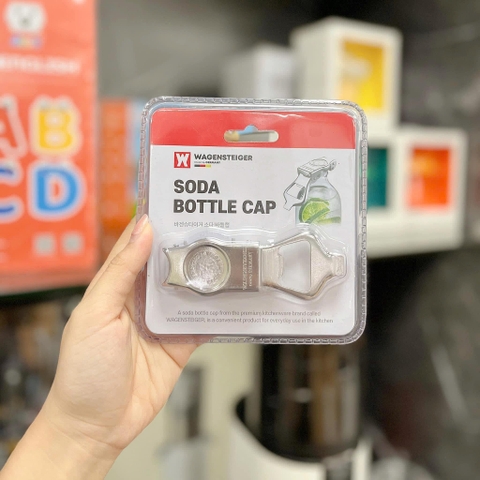 WAGENSTEIGER
SODA
BOTTLE CAP
A soda bottle cap from the premium kitchenware brand called
WAGENSTEIGER, is a convenient product for everyday use in the kitchen
A B
C D